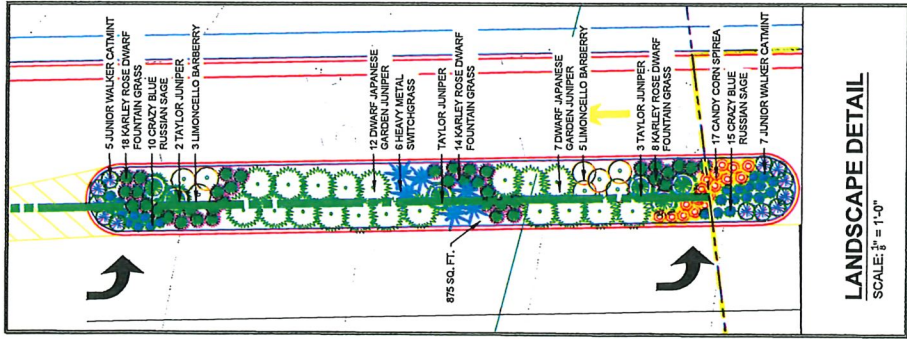 5 JUNIOR WALKER CATMINT
18 KARLEY ROSE DWARF
FOUNTAIN GRASS
10 CRAZY BLUE
RUSSIAN SAGE
2 TAYLOR JUNIPER
3 LIMONCELLO BARBERRY
12 DWARF JAPANESE
GARDEN JUNIPER
6 HEAVY METAL
SWITCHGRASS
TAYLOR JUNIPER
14 KARLEY ROSE DWARF
FOUNTAIN GRASS
875 SQ. FT.
7 DWARF JAPANESE
GARDEN JUNIPER
5 LIMONCELLO BARBERRY
3 TAYLOR JUNIPER
8 KARLEY ROSE DWARF
FOUNTAIN GRASS
17 CANDY CORN SPIREA
15 CRAZY BLUE
RUSSIAN SAGE
7 JUNIOR WALKER CATMINT
LANDSCAPE DETAIL
SCALE: 1/8" = 1'-0"